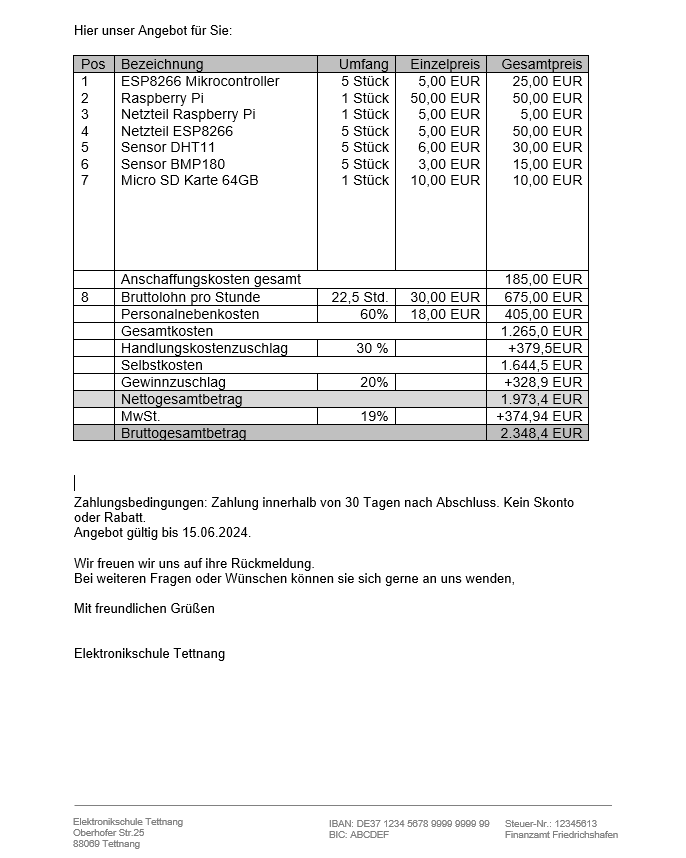 Hier unser Angebot für Sie:
Pos Bezeichnung Umfang Einzelpreis Gesamtpreis
1 ESP8266 Mikrocontroller 5 Stück 5,00 EUR 25,00 EUR
2 Raspberry Pi 1 Stück 50,00 EUR 50,00 EUR
3 Netzteil Raspberry Pi 1 Stück 5,00 EUR 5,00 EUR
4 Netzteil ESP8266 5 Stück 5,00 EUR 50,00 EUR
5 Sensor DHT11 5 Stück 6,00 EUR 30,00 EUR
6 Sensor BMP180 5 Stück 3,00 EUR 15,00 EUR
7 Micro SD Karte 64GB 1 Stück 10,00 EUR 10,00 EUR
Anschaffungskosten gesamt 185,00 EUR
8 Bruttolohn pro Stunde 22,5 Std. 30,00 EUR 675,00 EUR
Personalnebenkosten 60% 18,00 EUR 405,00 EUR
Gesamtkosten 1.265,0 EUR
Handlungskostenzuschlag 30 % +379,5EUR
Selbstkosten 1.644,5 EUR
Gewinnzuschlag 20% +328,9 EUR
Nettogesamtbetrag 1.973,4 EUR
MwSt. 19% +374,94 EUR
Bruttogesamtbetrag 2.348,4 EUR
Zahlungsbedingungen: Zahlung innerhalb von 30 Tagen nach Abschluss. Kein Skonto
oder Rabatt.
Angebot gültig bis 15.06.2024.
Wir freuen wir uns auf ihre Rückmeldung.
Bei weiteren Fragen oder Wünschen können sie sich gerne an uns wenden,
Mit freundlichen Grüßen
Elektronikschule Tettnang
Elektronikschule Tettnang IBAN: DE37 1234 5678 9999 9999 99 Steuer-Nr.: 12345613
Oberhofer Str.25 BIC: ABCDEF Finanzamt Friedrichshafen
88069 Tettnang